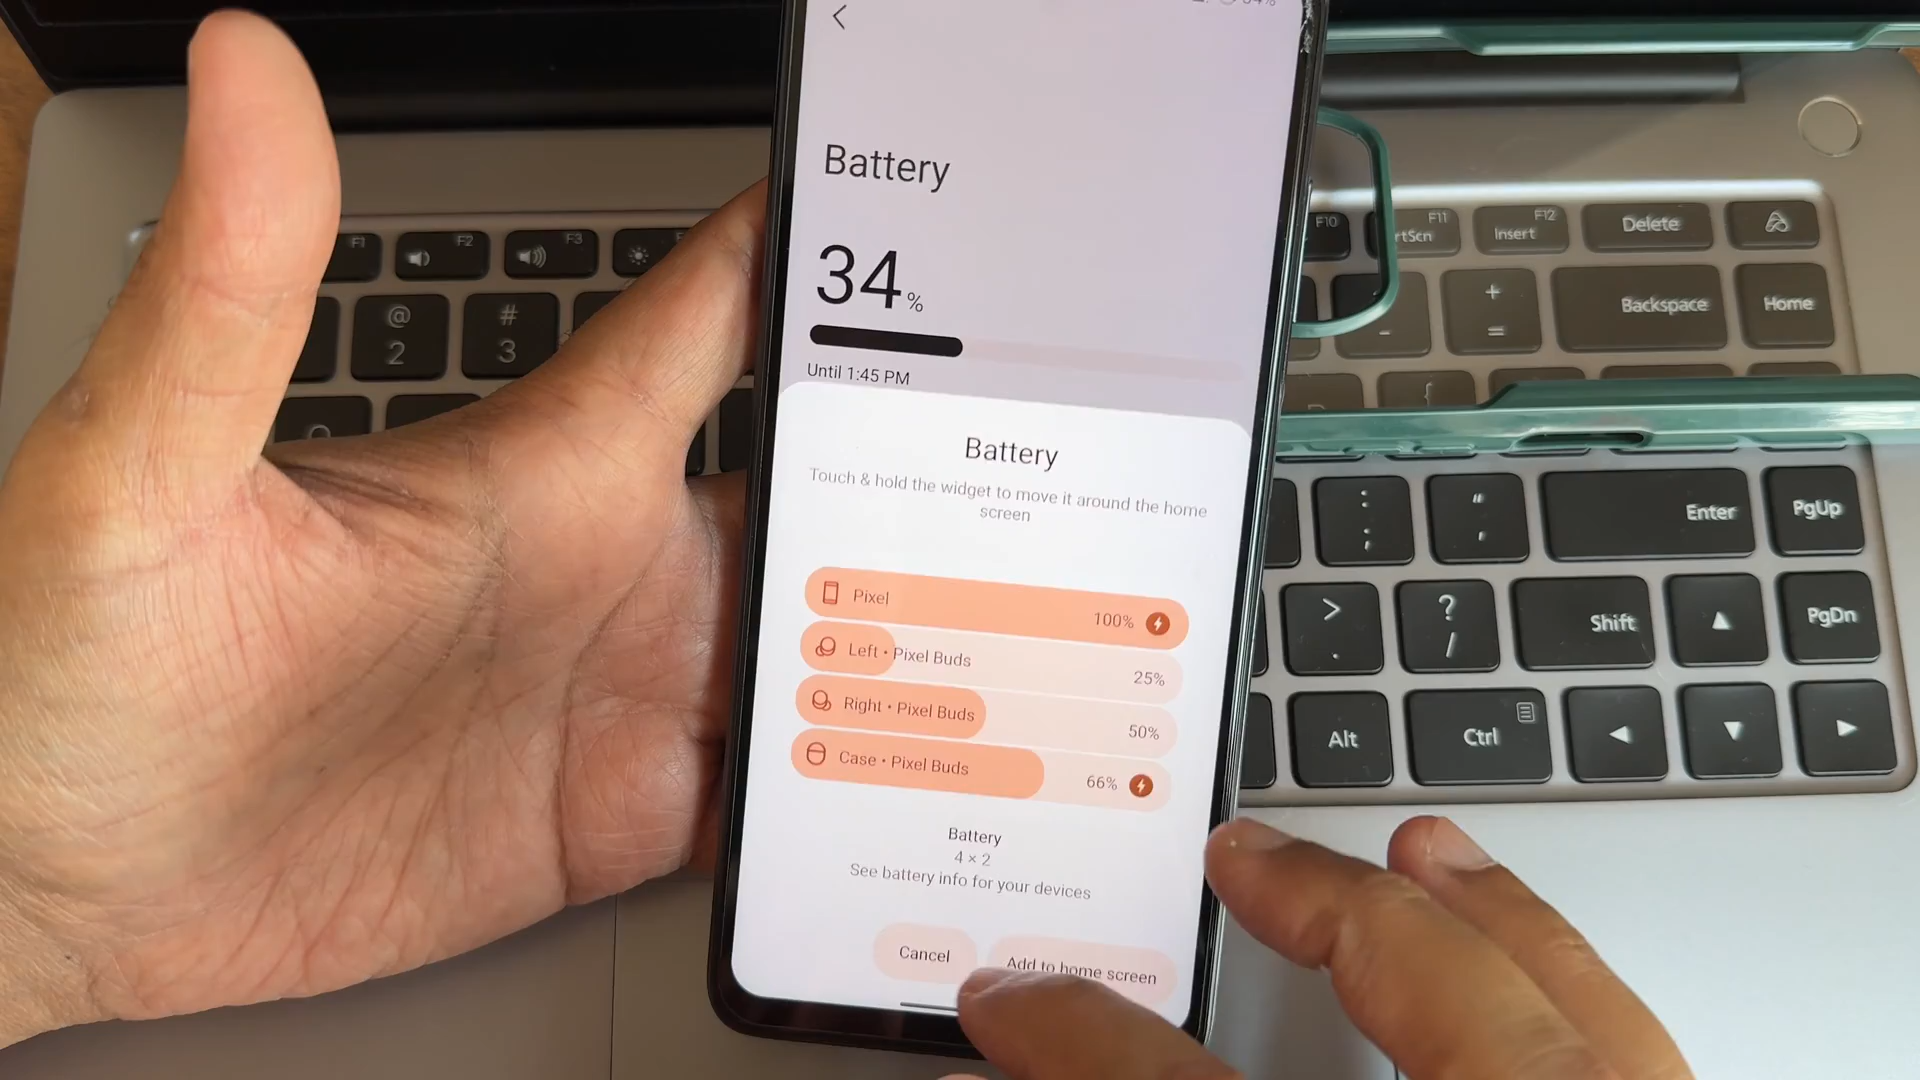 Battery
34%
Until 1:45 PM
Battery
Touch & hold the widget to move it around the home
screen
Pixel 100%
Left • Pixel Buds 25%
Right • Pixel Buds 50%
Case • Pixel Buds 66%
Battery
4 × 2
See battery info for your devices
Cancel Add to home screen
F1 F2 F3
@ 2 # 3
F10 F11 F12
rtScn Insert Delete
+ = - Backspace Home
{
: ; " ' Enter PgUp
> . ? / Shift PgDn
Alt Ctrl